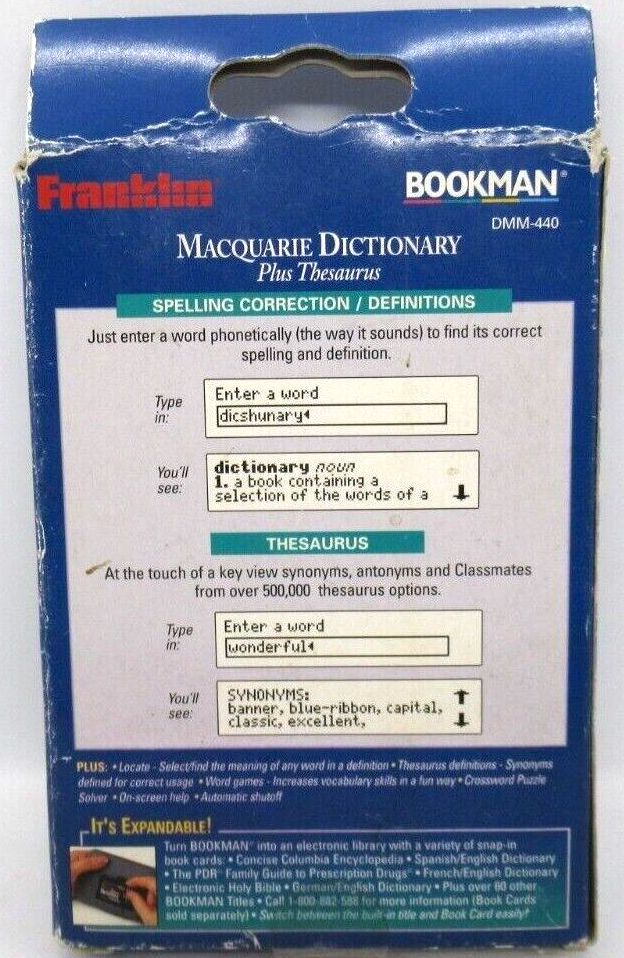 Franklin BOOKMAN®
DMM-440
MACQUARIE DICTIONARY
Plus Thesaurus
SPELLING CORRECTION / DEFINITIONS
Just enter a word phonetically (the way it sounds) to find its correct
spelling and definition.
Type in:
Enter a word
dicshunary
You'll see:
dictionary noun
1. a book containing a
selection of the words of a
THESAURUS
At the touch of a key view synonyms, antonyms and Classmates
from over 500,000 thesaurus options.
Type in:
Enter a word
wonderful
You'll see:
SYNONYMS:
banner, blue-ribbon, capital,
classic, excellent,
PLUS: • Locate - Select/find the meaning of any word in a definition • Thesaurus definitions - Synonyms
defined for correct usage • Word games - Increases vocabulary skills in a fun way • Crossword Puzzle
Solver • On-screen help • Automatic shutoff
IT'S EXPANDABLE!
Turn BOOKMAN™ into an electronic library with a variety of snap-in
book cards: • Concise Columbia Encyclopedia • Spanish/English Dictionary
• The PDR® Family Guide to Prescription Drugs® • French/English Dictionary
• Electronic Holy Bible • German/English Dictionary • Plus over 60 other
BOOKMAN Titles • Call 1-800-882-588 for more information (Book Cards
sold separately) • Switch between the built-in title and Book Card easily!